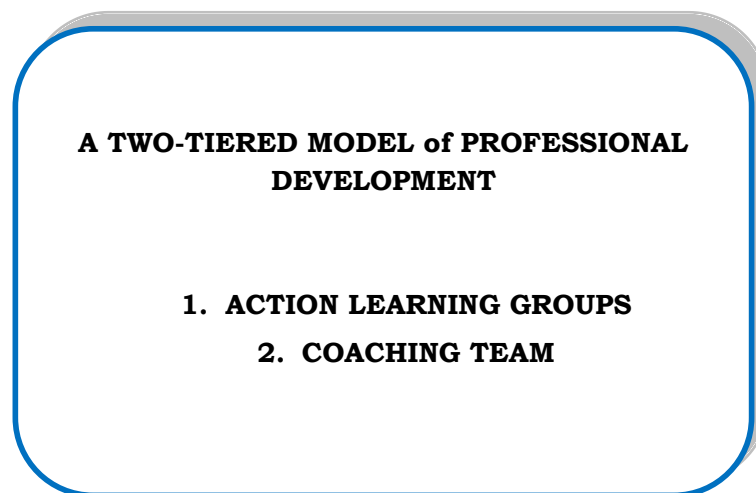 A TWO-TIERED MODEL of PROFESSIONAL
DEVELOPMENT
1. ACTION LEARNING GROUPS
2. COACHING TEAM